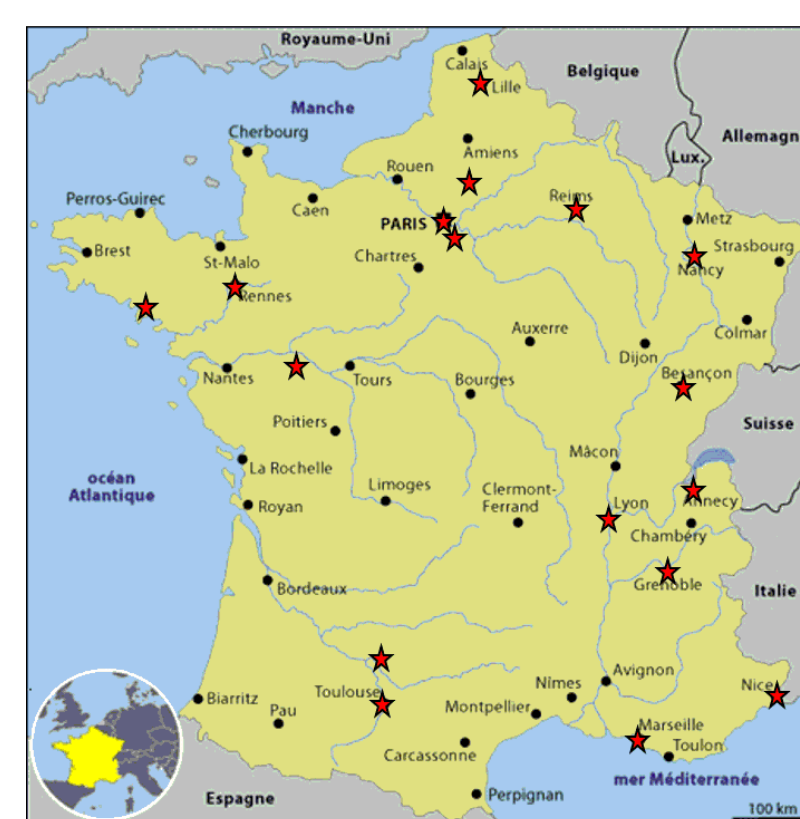 Royaume-Uni
Calais
Belgique
Lille
Manche
Cherbourg
Allemagn
Amiens
Lux.
Rouen
Reims
Perros-Guirec
Caen
PARIS
Metz
Brest
Strasbourg
St-Malo
Chartres
Nancy
Rennes
Auxerre
Colmar
Dijon
Nantes
Tours
Bourges
Besançon
Poitiers
Suisse
Mâcon
La Rochelle
océan
Atlantique
Limoges
Clermont-
Ferrand
Lyon
Annecy
Royan
Chambéry
Bordeaux
Grenoble
Italie
Avignon
Toulouse
Nîmes
Nice
Biarritz
Pau
Montpellier
Marseille
Toulon
Carcassonne
mer Méditerranée
Espagne
Perpignan
100 km